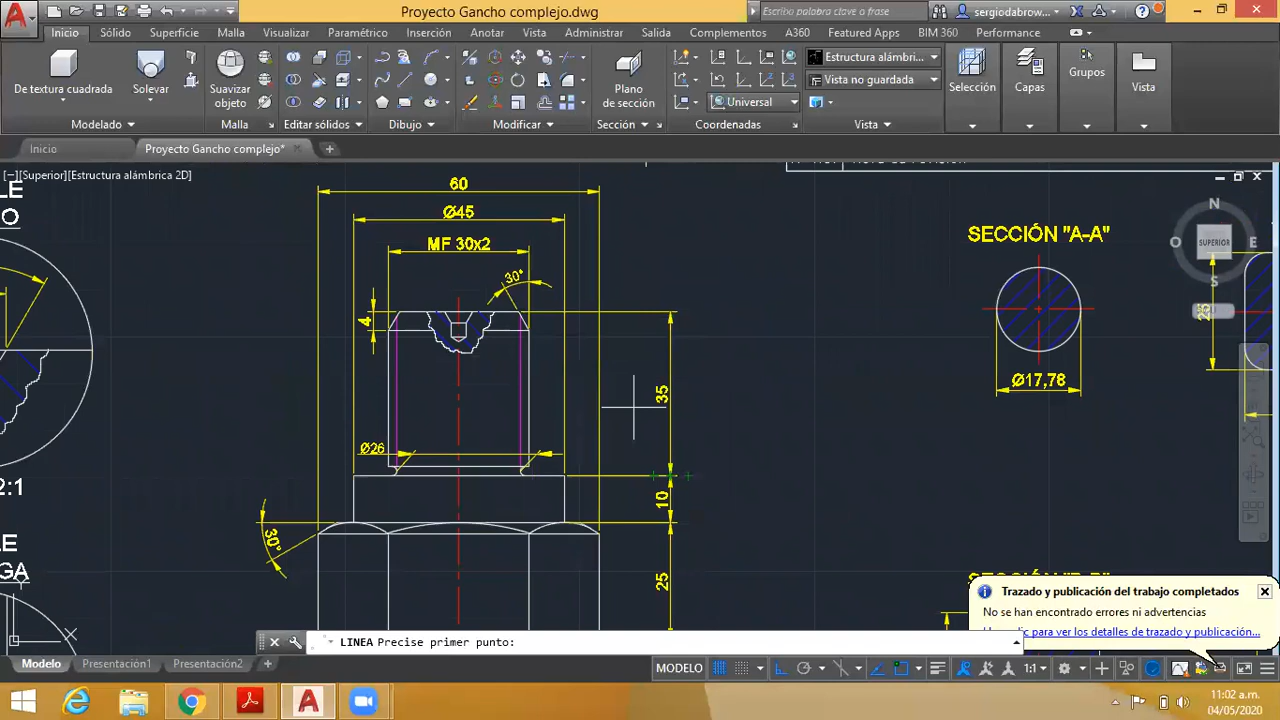 Proyecto Gancho complejo.dwg
Escriba palabra clave o frase
sergiodabrow...
Inicio Sólido Superficie Malla Visualizar Paramétrico Inserción Anotar Vista Administrar Salida Complementos A360 Featured Apps BIM 360 Performance
De textura cuadrada
Solevar
Suavizar
objeto
Plano
de sección
Estructura alámbri...
Vista no guardada
Universal
Selección
Capas
Grupos
Vista
Modelado
Malla
Editar sólidos
Dibujo
Modificar
Sección
Coordenadas
Vista
Inicio
Proyecto Gancho complejo*
[−][Superior][Estructura alámbrica 2D]
LE
O
60
Ø45
MF 30x2
30°
4
35
Ø26
10
30°
25
2:1
LE
GA
Y
X
SECCIÓN "A-A"
Ø17,78
25
N
O
SUPERIOR
E
S
Trazado y publicación del trabajo completados
No se han encontrado errores ni advertencias
clic para ver los detalles de trazado y publicación...
LINEA Precise primer punto:
Modelo Presentación1 Presentación2
MODELO
1:1
11:02 a.m.
04/05/2020